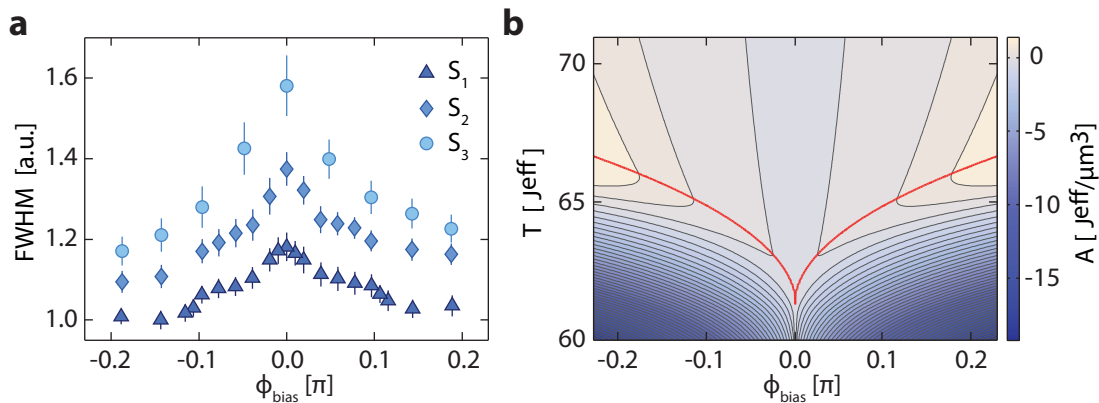 a
FWHM [a.u.]
1.6
1.4
1.2
1.0
-0.2
-0.1
0.0
0.1
0.2
ϕbias [π]
S1
S2
S3
b
T [ Jeff ]
70
65
60
-0.2
-0.1
0.0
0.1
0.2
ϕbias [π]
0
-5
-10
-15
A [ Jeff/μm3 ]